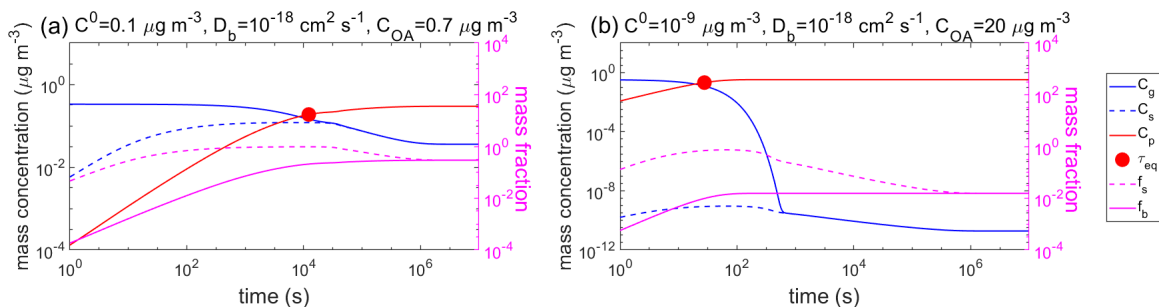 (a) C⁰=0.1 μg m⁻³, D_b=10⁻¹⁸ cm² s⁻¹, C_OA=0.7 μg m⁻³
mass concentration (μg m⁻³)
10⁰
10⁻²
10⁻⁴
10⁴
10²
10⁰
10⁻²
10⁻⁴
mass fraction
10⁰ 10² 10⁴ 10⁶
time (s)
(b) C⁰=10⁻⁹ μg m⁻³, D_b=10⁻¹⁸ cm² s⁻¹, C_OA=20 μg m⁻³
mass concentration (μg m⁻³)
10⁰
10⁻⁴
10⁻⁸
10⁻¹²
10⁴
10²
10⁰
10⁻²
10⁻⁴
mass fraction
10⁰ 10² 10⁴ 10⁶
time (s)
C_g
C_s
C_p
τ_eq
f_s
f_b